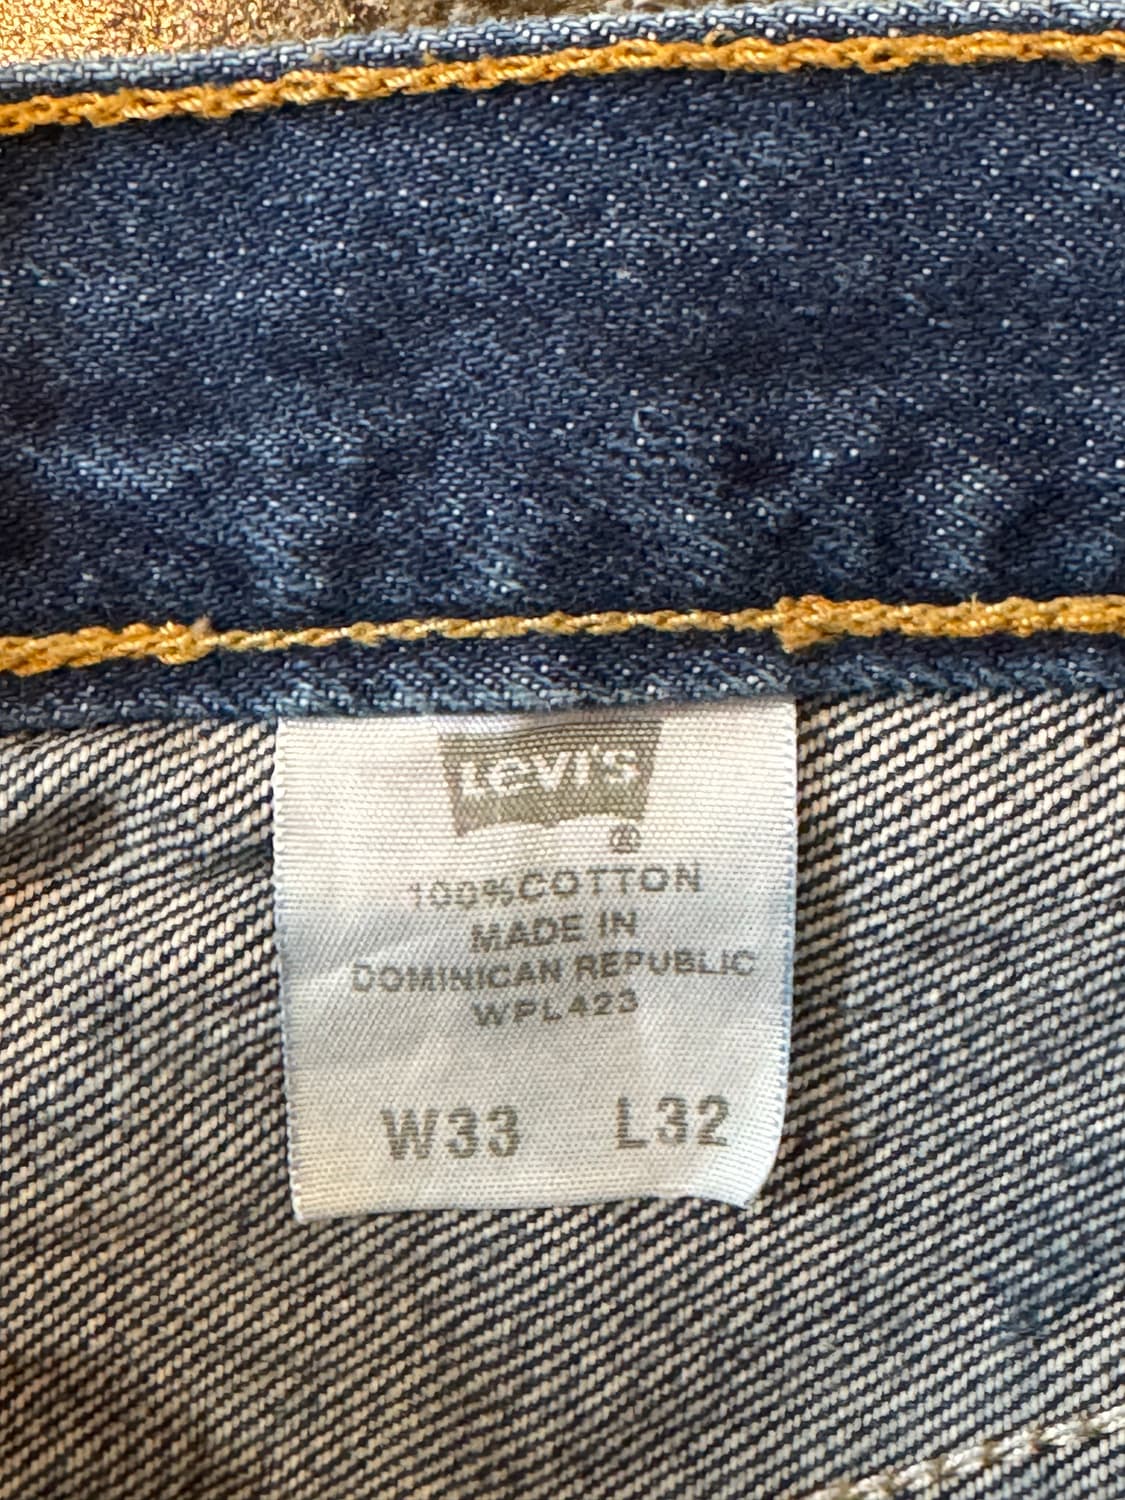 LEVI'S
®
100%COTTON
MADE IN
DOMINICAN REPUBLIC
WPL423
W33 L32